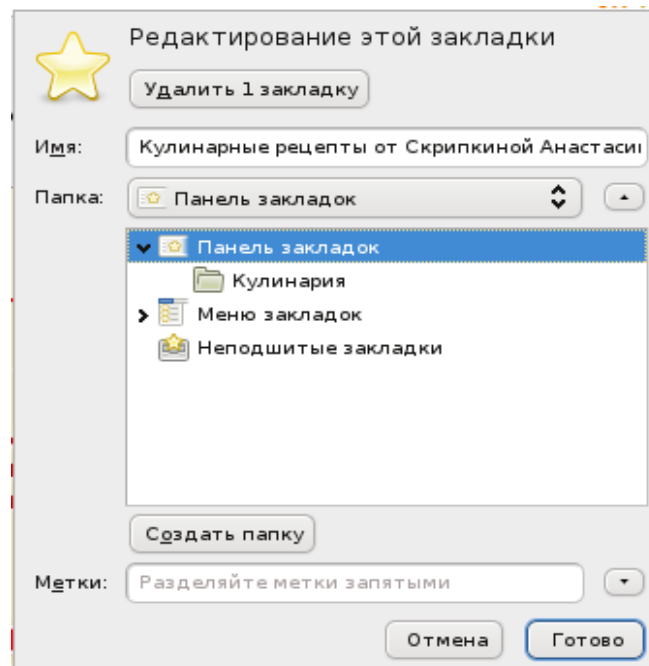 Редактирование этой закладки
Удалить 1 закладку
Имя: Кулинарные рецепты от Скрипкиной Анастаси
Папка: Панель закладок
Панель закладок
Кулинария
Меню закладок
Неподшитые закладки
Создать папку
Метки: Разделяйте метки запятыми
Отмена Готово